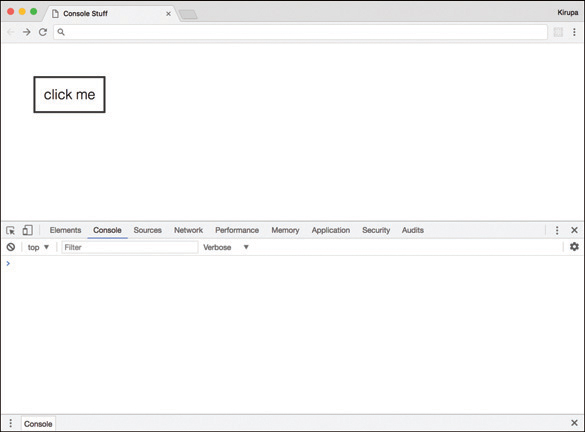 Console Stuff
Kirupa
click me
Elements Console Sources Network Performance Memory Application Security Audits
top Filter Verbose
Console